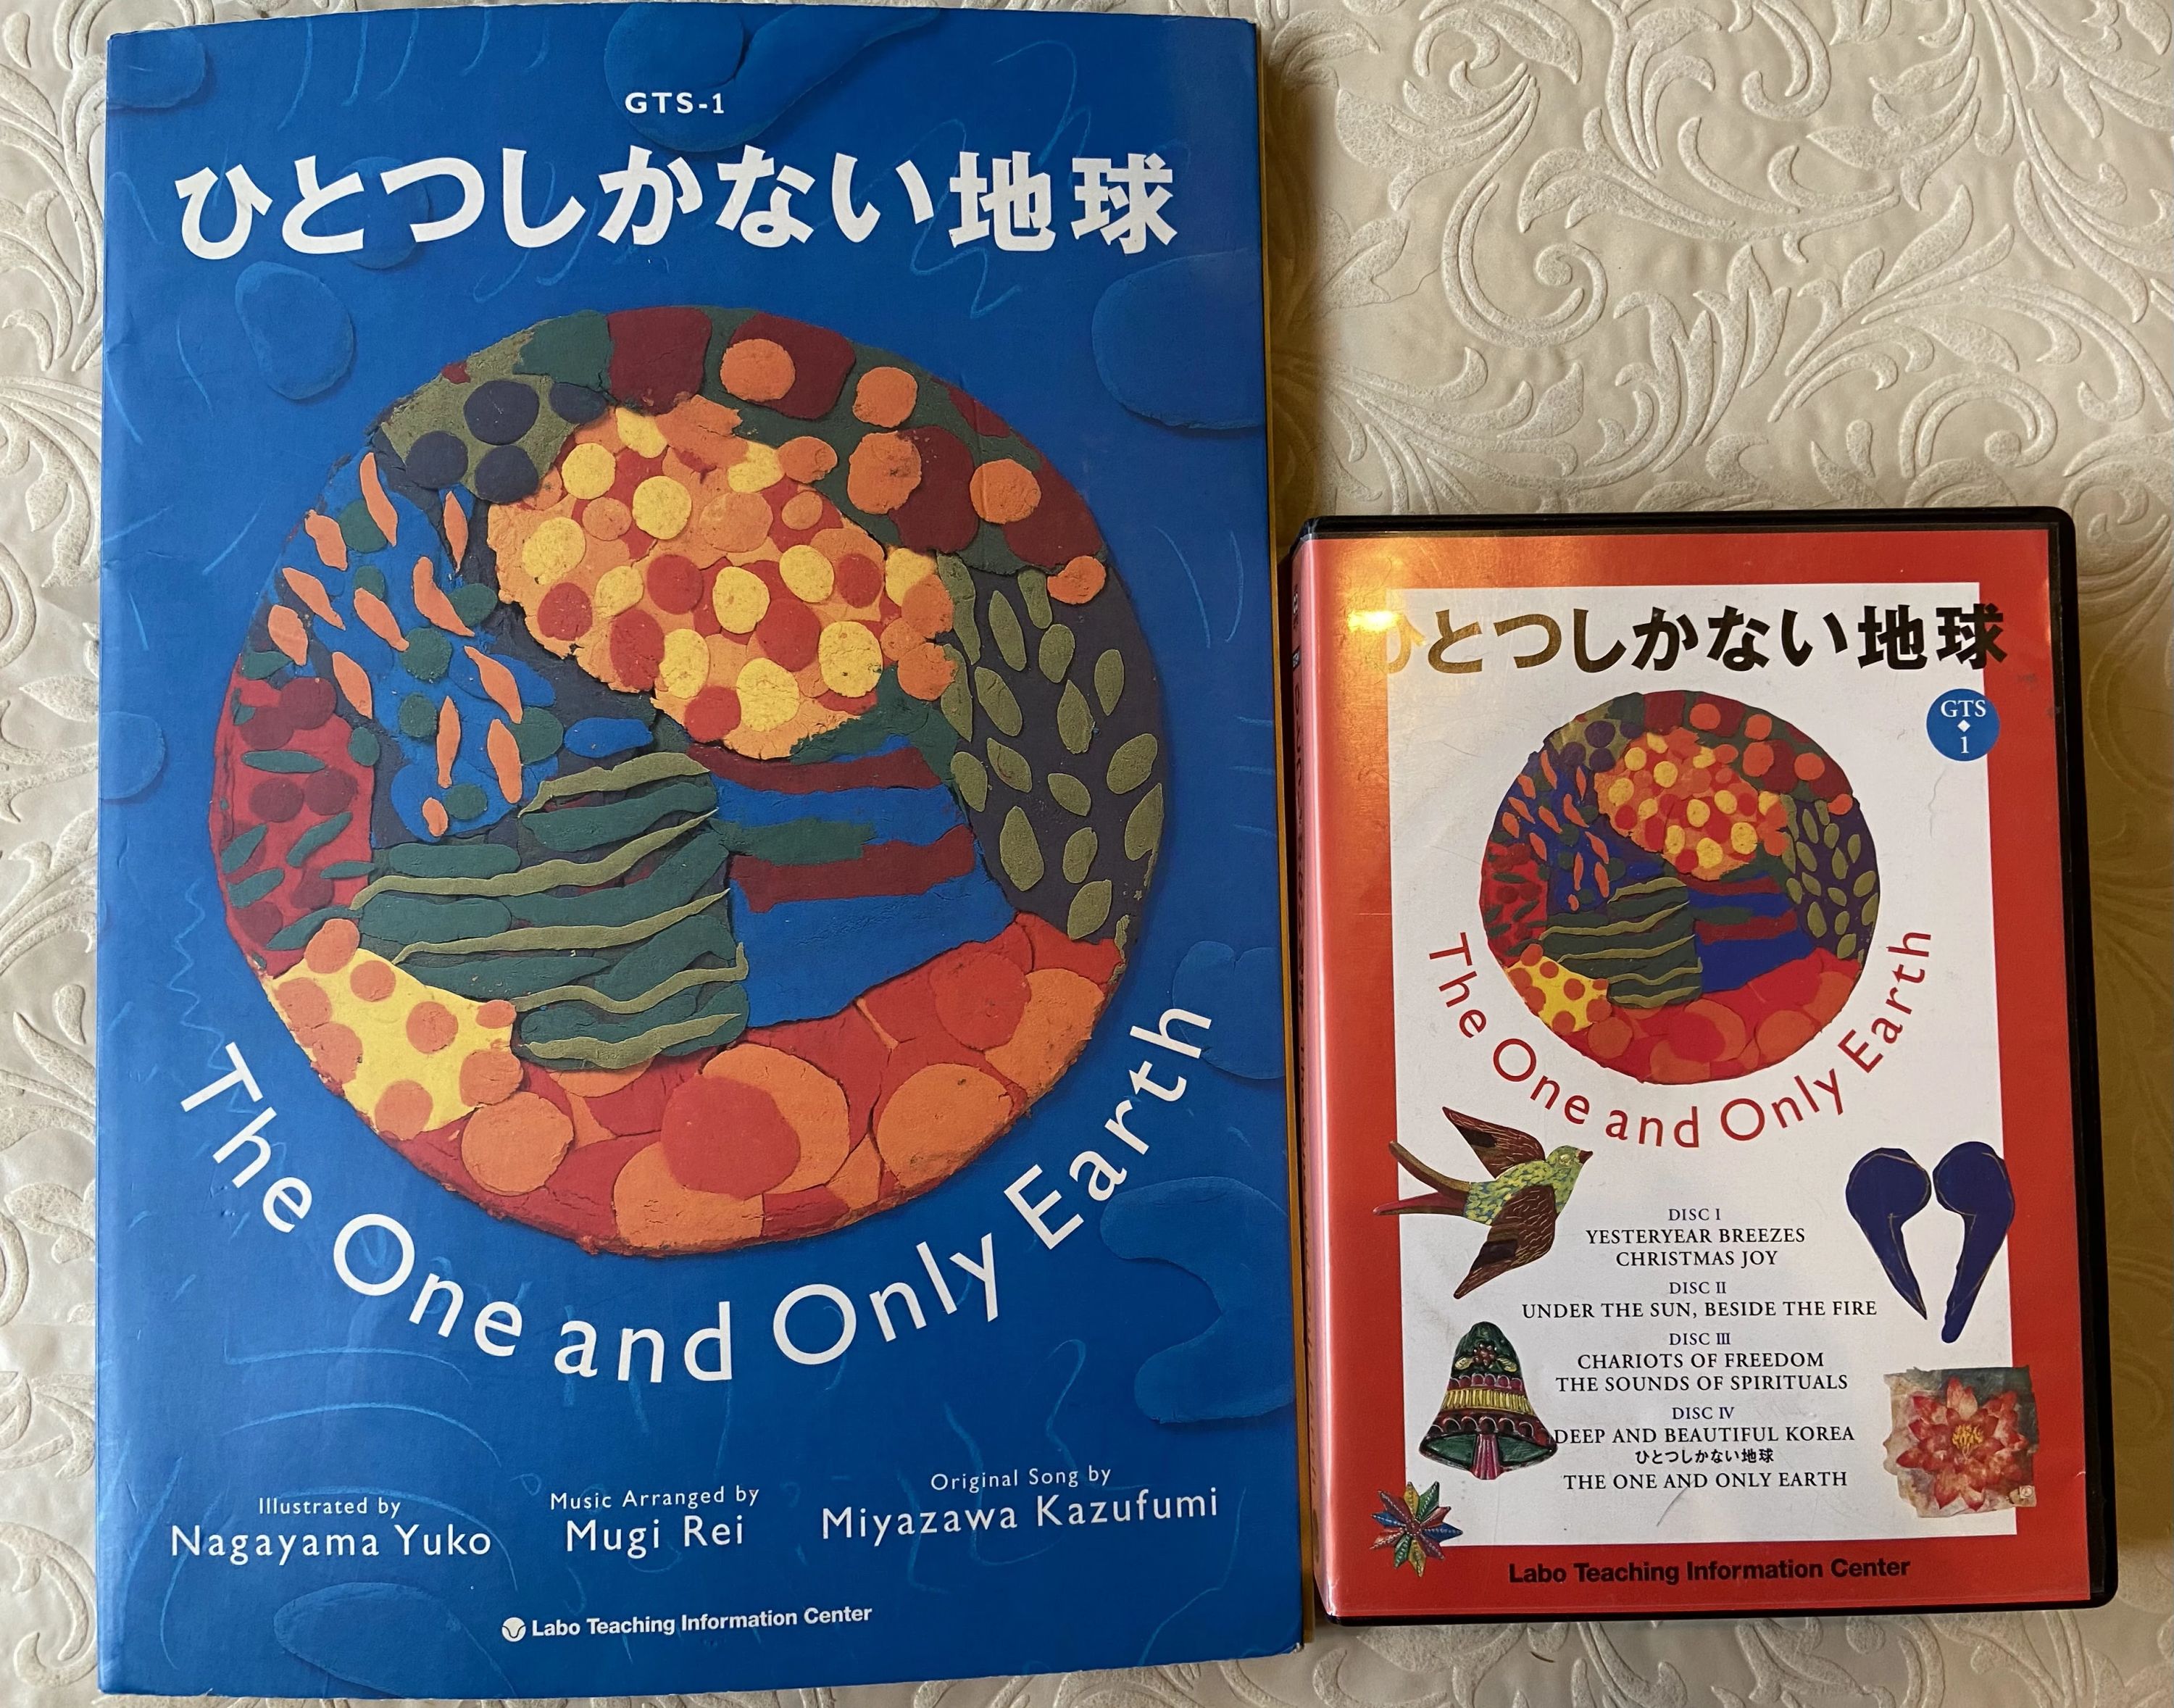 GTS-1
ひとつしかない地球
The One and Only Earth
Illustrated by
Nagayama Yuko
Music Arranged by
Mugi Rei
Original Song by
Miyazawa Kazufumi
Labo Teaching Information Center
ひとつしかない地球
GTS
1
The One and Only Earth
DISC I
YESTERYEAR BREEZES
CHRISTMAS JOY
DISC II
UNDER THE SUN, BESIDE THE FIRE
DISC III
CHARIOTS OF FREEDOM
THE SOUNDS OF SPIRITUALS
DISC IV
DEEP AND BEAUTIFUL KOREA
ひとつしかない地球
THE ONE AND ONLY EARTH
Labo Teaching Information Center